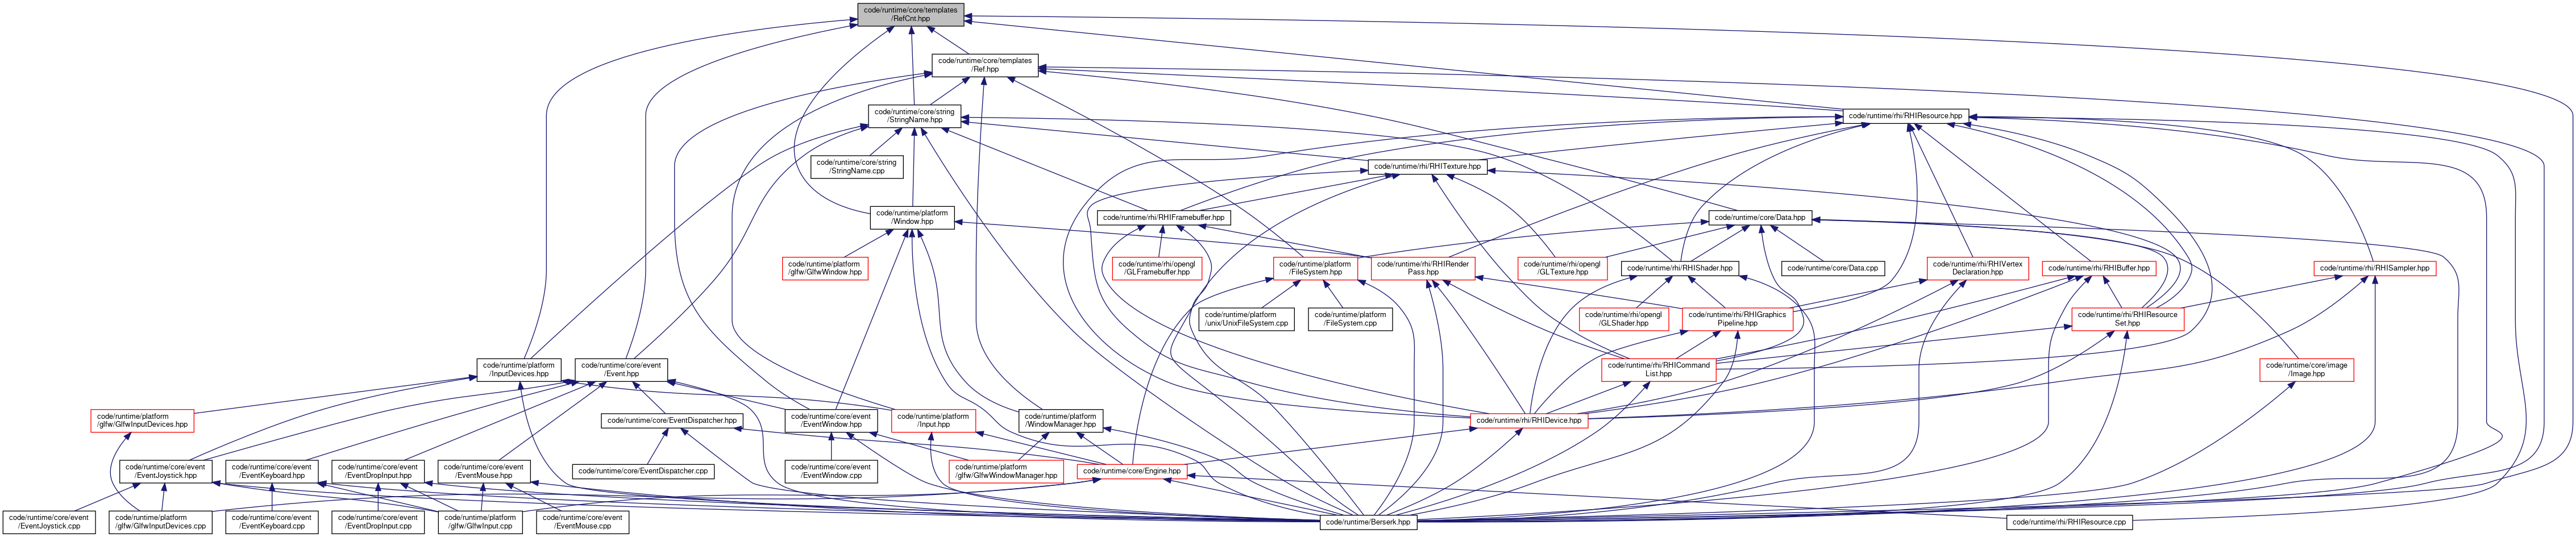 code/runtime/core/templates
/RefCnt.hpp
code/runtime/core/templates
/Ref.hpp
code/runtime/core/string
/StringName.hpp
code/runtime/rhi/RHIResource.hpp
code/runtime/core/string
/StringName.cpp
code/runtime/rhi/RHITexture.hpp
code/runtime/platform
/Window.hpp
code/runtime/rhi/RHIFramebuffer.hpp
code/runtime/core/Data.hpp
code/runtime/platform
/glfw/GlfwWindow.hpp
code/runtime/rhi/opengl
/GLFramebuffer.hpp
code/runtime/platform
/FileSystem.hpp
code/runtime/rhi/RHIRender
Pass.hpp
code/runtime/rhi/opengl
/GLTexture.hpp
code/runtime/rhi/RHIShader.hpp
code/runtime/core/Data.cpp
code/runtime/rhi/RHIVertex
Declaration.hpp
code/runtime/rhi/RHIBuffer.hpp
code/runtime/rhi/RHISampler.hpp
code/runtime/platform
/unix/UnixFileSystem.cpp
code/runtime/platform
/FileSystem.cpp
code/runtime/rhi/opengl
/GLShader.hpp
code/runtime/rhi/RHIGraphics
Pipeline.hpp
code/runtime/rhi/RHIResource
Set.hpp
code/runtime/platform
/InputDevices.hpp
code/runtime/core/event
/Event.hpp
code/runtime/rhi/RHICommand
List.hpp
code/runtime/core/image
/Image.hpp
code/runtime/platform
/glfw/GlfwInputDevices.hpp
code/runtime/core/EventDispatcher.hpp
code/runtime/core/event
/EventWindow.hpp
code/runtime/platform
/Input.hpp
code/runtime/platform
/WindowManager.hpp
code/runtime/rhi/RHIDevice.hpp
code/runtime/core/event
/EventJoystick.hpp
code/runtime/core/event
/EventKeyboard.hpp
code/runtime/core/event
/EventDropInput.hpp
code/runtime/core/event
/EventMouse.hpp
code/runtime/core/EventDispatcher.cpp
code/runtime/core/event
/EventWindow.cpp
code/runtime/platform
/glfw/GlfwWindowManager.hpp
code/runtime/core/Engine.hpp
code/runtime/core/event
/EventJoystick.cpp
code/runtime/platform
/glfw/GlfwInputDevices.cpp
code/runtime/core/event
/EventKeyboard.cpp
code/runtime/core/event
/EventDropInput.cpp
code/runtime/platform
/glfw/GlfwInput.cpp
code/runtime/core/event
/EventMouse.cpp
code/runtime/Berserk.hpp
code/runtime/rhi/RHIResource.cpp